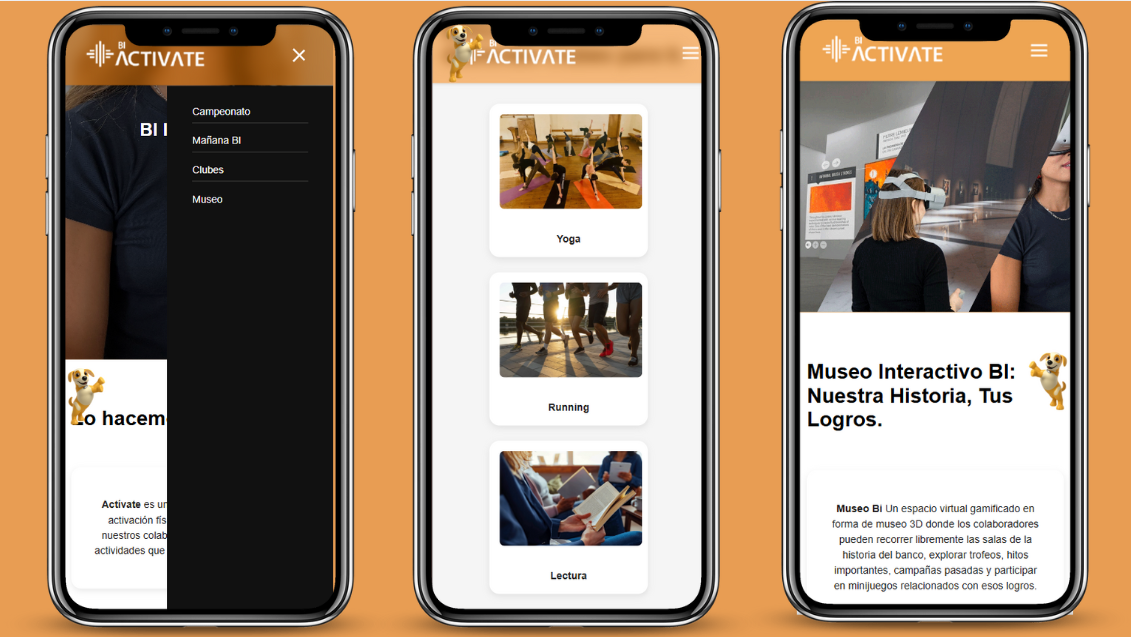 BI
ACTIVATE
BI
Campeonato
Mañana BI
Clubes
Museo
Lo hacem
Activate es un
activación fís
nuestros colab
actividades que
BI
ACTIVATE
Yoga
Running
Lectura
BI
ACTIVATE
Museo Interactivo BI:
Nuestra Historia, Tus
Logros.
Museo Bi Un espacio virtual gamificado en
forma de museo 3D donde los colaboradores
pueden recorrer libremente las salas de la
historia del banco, explorar trofeos, hitos
importantes, campañas pasadas y participar
en minijuegos relacionados con esos logros.